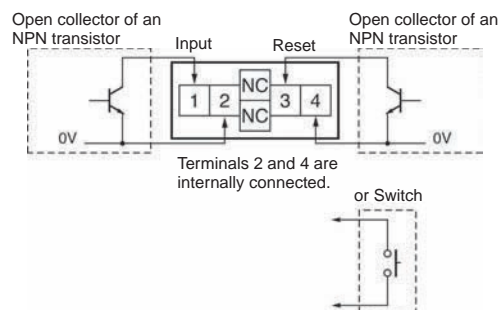 Open collector of an
NPN transistor
Open collector of an
NPN transistor
Input
Reset
NC
1 2 3 4
NC
0V
0V
Terminals 2 and 4 are
internally connected.
or Switch